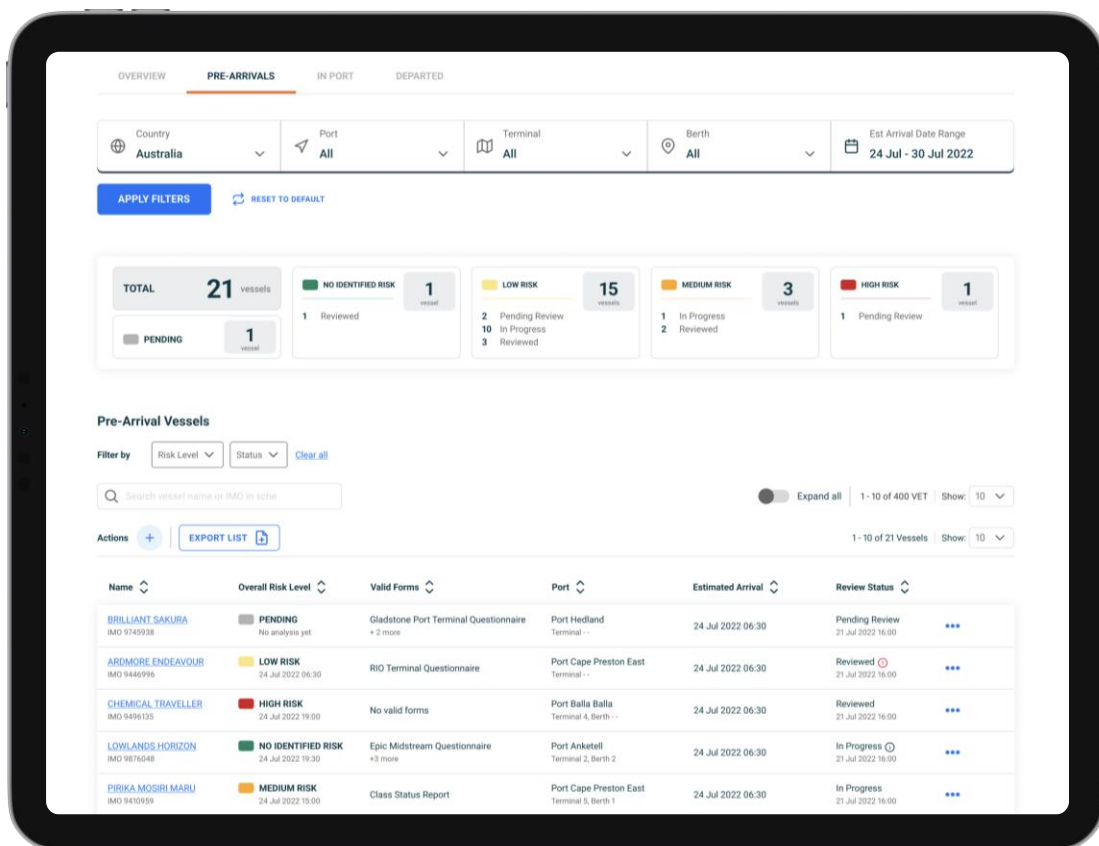 OVERVIEW PRE-ARRIVALS IN PORT DEPARTED
Country Port Terminal Berth Est Arrival Date Range
Australia All All All 24 Jul - 30 Jul 2022
APPLY FILTERS RESET TO DEFAULT
TOTAL 21 vessels
PENDING 1 vessel
NO IDENTIFIED RISK 1 vessel
1 Reviewed
LOW RISK 15 vessels
2 Pending Review
10 In Progress
3 Reviewed
MEDIUM RISK 3 vessels
1 In Progress
2 Reviewed
HIGH RISK 1 vessel
1 Pending Review
Pre-Arrival Vessels
Filter by Risk Level Status Clear all
Search vessel name or IMO in sche
Expand all 1 - 10 of 400 VET Show: 10
Actions + EXPORT LIST 1 - 10 of 21 Vessels Show: 10
Name Overall Risk Level Valid Forms Port Estimated Arrival Review Status
BRILLIANT SAKURA PENDING Gladstone Port Terminal Questionnaire Port Hedland 24 Jul 2022 06:30 Pending Review
IMO 9745938 No analysis yet + 2 more Terminal - - 21 Jul 2022 16:00
ARDMORE ENDEAVOUR LOW RISK RIO Terminal Questionnaire Port Cape Preston East 24 Jul 2022 06:30 Reviewed
IMO 9446996 24 Jul 2022 06:30 Terminal - - 21 Jul 2022 16:00
CHEMICAL TRAVELLER HIGH RISK No valid forms Port Balla Balla 24 Jul 2022 06:30 Reviewed
IMO 9496135 24 Jul 2022 19:00 Terminal 4, Berth - - 21 Jul 2022 16:00
LOWLANDS HORIZON NO IDENTIFIED RISK Epic Midstream Questionnaire Port Anketell 24 Jul 2022 06:30 In Progress
IMO 9876048 24 Jul 2022 19:30 +3 more Terminal 2, Berth 2 21 Jul 2022 16:00
PIRIKA MOSIRI MARU MEDIUM RISK Class Status Report Port Cape Preston East 24 Jul 2022 06:30 In Progress
IMO 9410959 24 Jul 2022 15:00 Terminal 5, Berth 1 21 Jul 2022 16:00